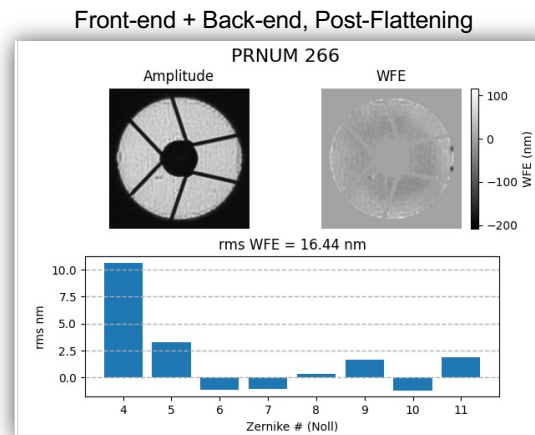 Front-end + Back-end, Post-Flattening
PRNUM 266
Amplitude
WFE
100
0
−100
−200
WFE (nm)
rms WFE = 16.44 nm
10.0
7.5
5.0
2.5
0.0
rms nm
4 5 6 7 8 9 10 11
Zernike # (Noll)